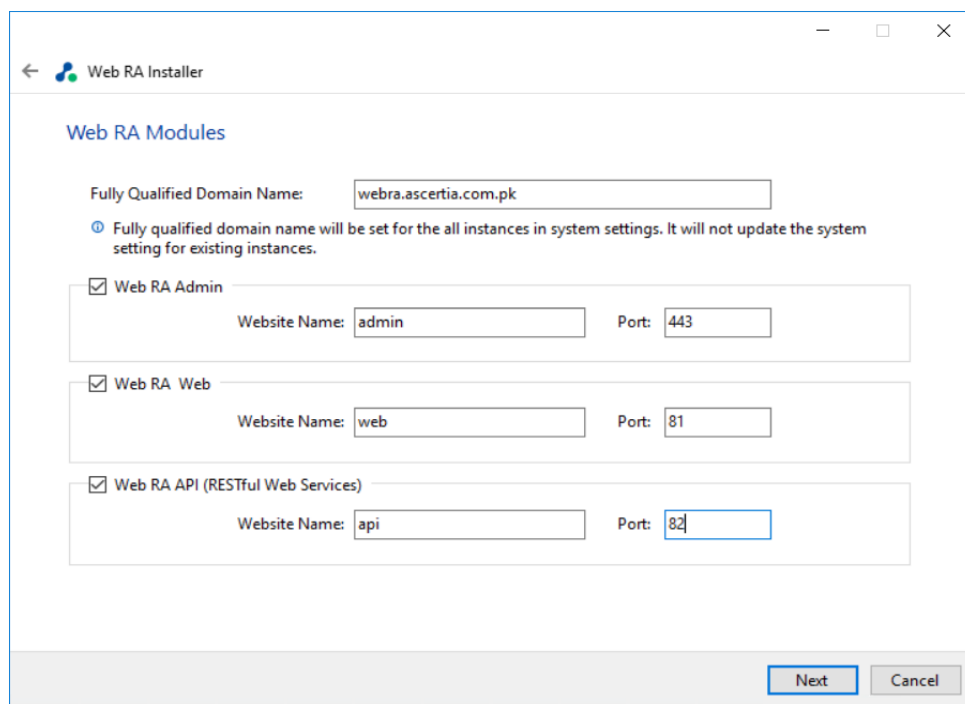 Web RA Installer
Web RA Modules
Fully Qualified Domain Name: webra.ascertia.com.pk
Fully qualified domain name will be set for the all instances in system settings. It will not update the system
setting for existing instances.
Web RA Admin
Website Name: admin Port: 443
Web RA Web
Website Name: web Port: 81
Web RA API (RESTful Web Services)
Website Name: api Port: 82
Next Cancel